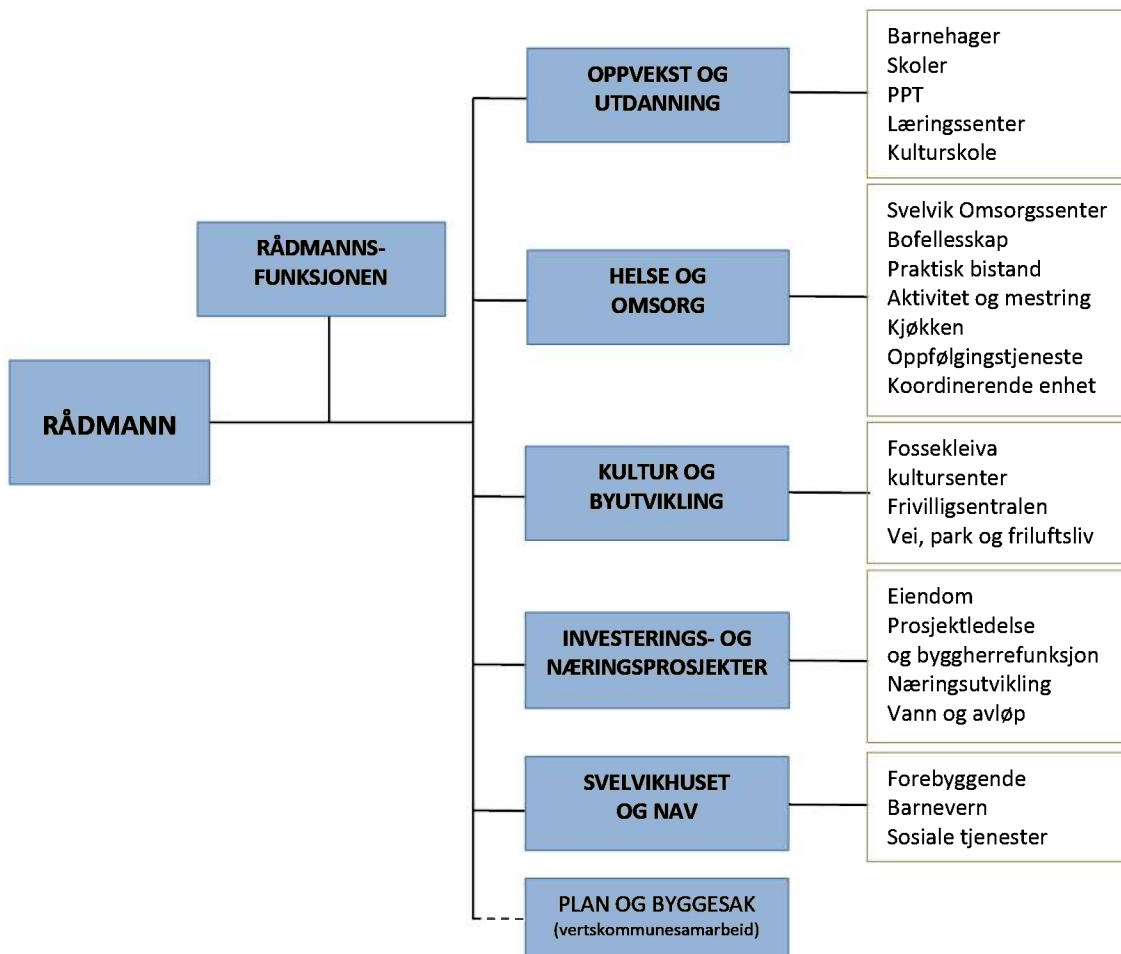 RÅDMANN
RÅDMANNS-
FUNKSJONEN
OPPVEKST OG
UTDANNING
Barnehager
Skoler
PPT
Læringssenter
Kulturskole
HELSE OG
OMSORG
Svelvik Omsorgssenter
Bofellesskap
Praktisk bistand
Aktivitet og mestring
Kjøkken
Oppfølgingstjeneste
Koordinerende enhet
KULTUR OG
BYUTVIKLING
Fossekleiva
kultursenter
Frivilligsentralen
Vei, park og friluftsliv
INVESTERINGS- OG
NÆRINGSPROSJEKTER
Eiendom
Prosjektledelse
og byggherrefunksjon
Næringsutvikling
Vann og avløp
SVELVIKHUSET
OG NAV
Forebyggende
Barnevern
Sosiale tjenester
PLAN OG BYGGESAK
(vertskommunesamarbeid)